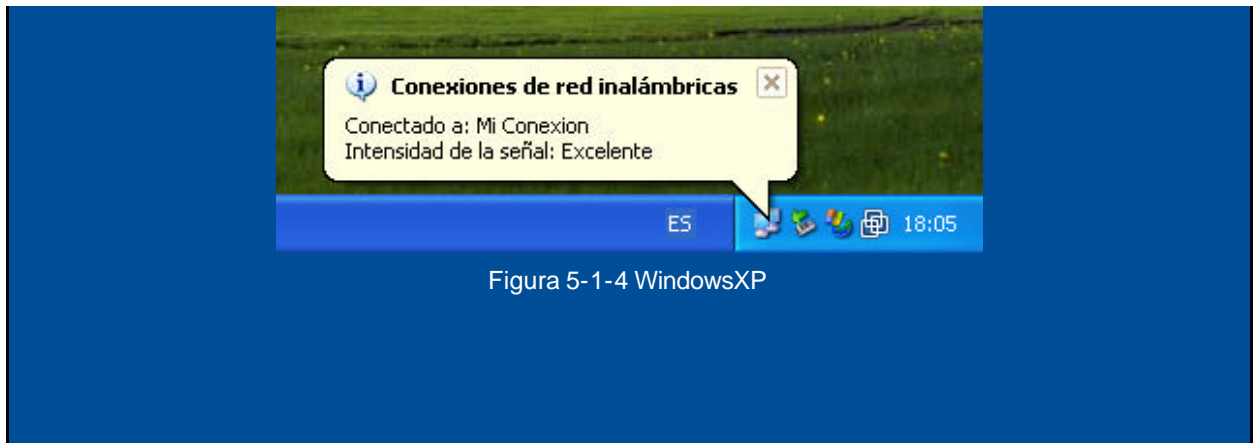 Conexiones de red inalámbricas
Conectado a: Mi Conexion
Intensidad de la señal: Excelente
ES
18:05
Figura 5-1-4 WindowsXP